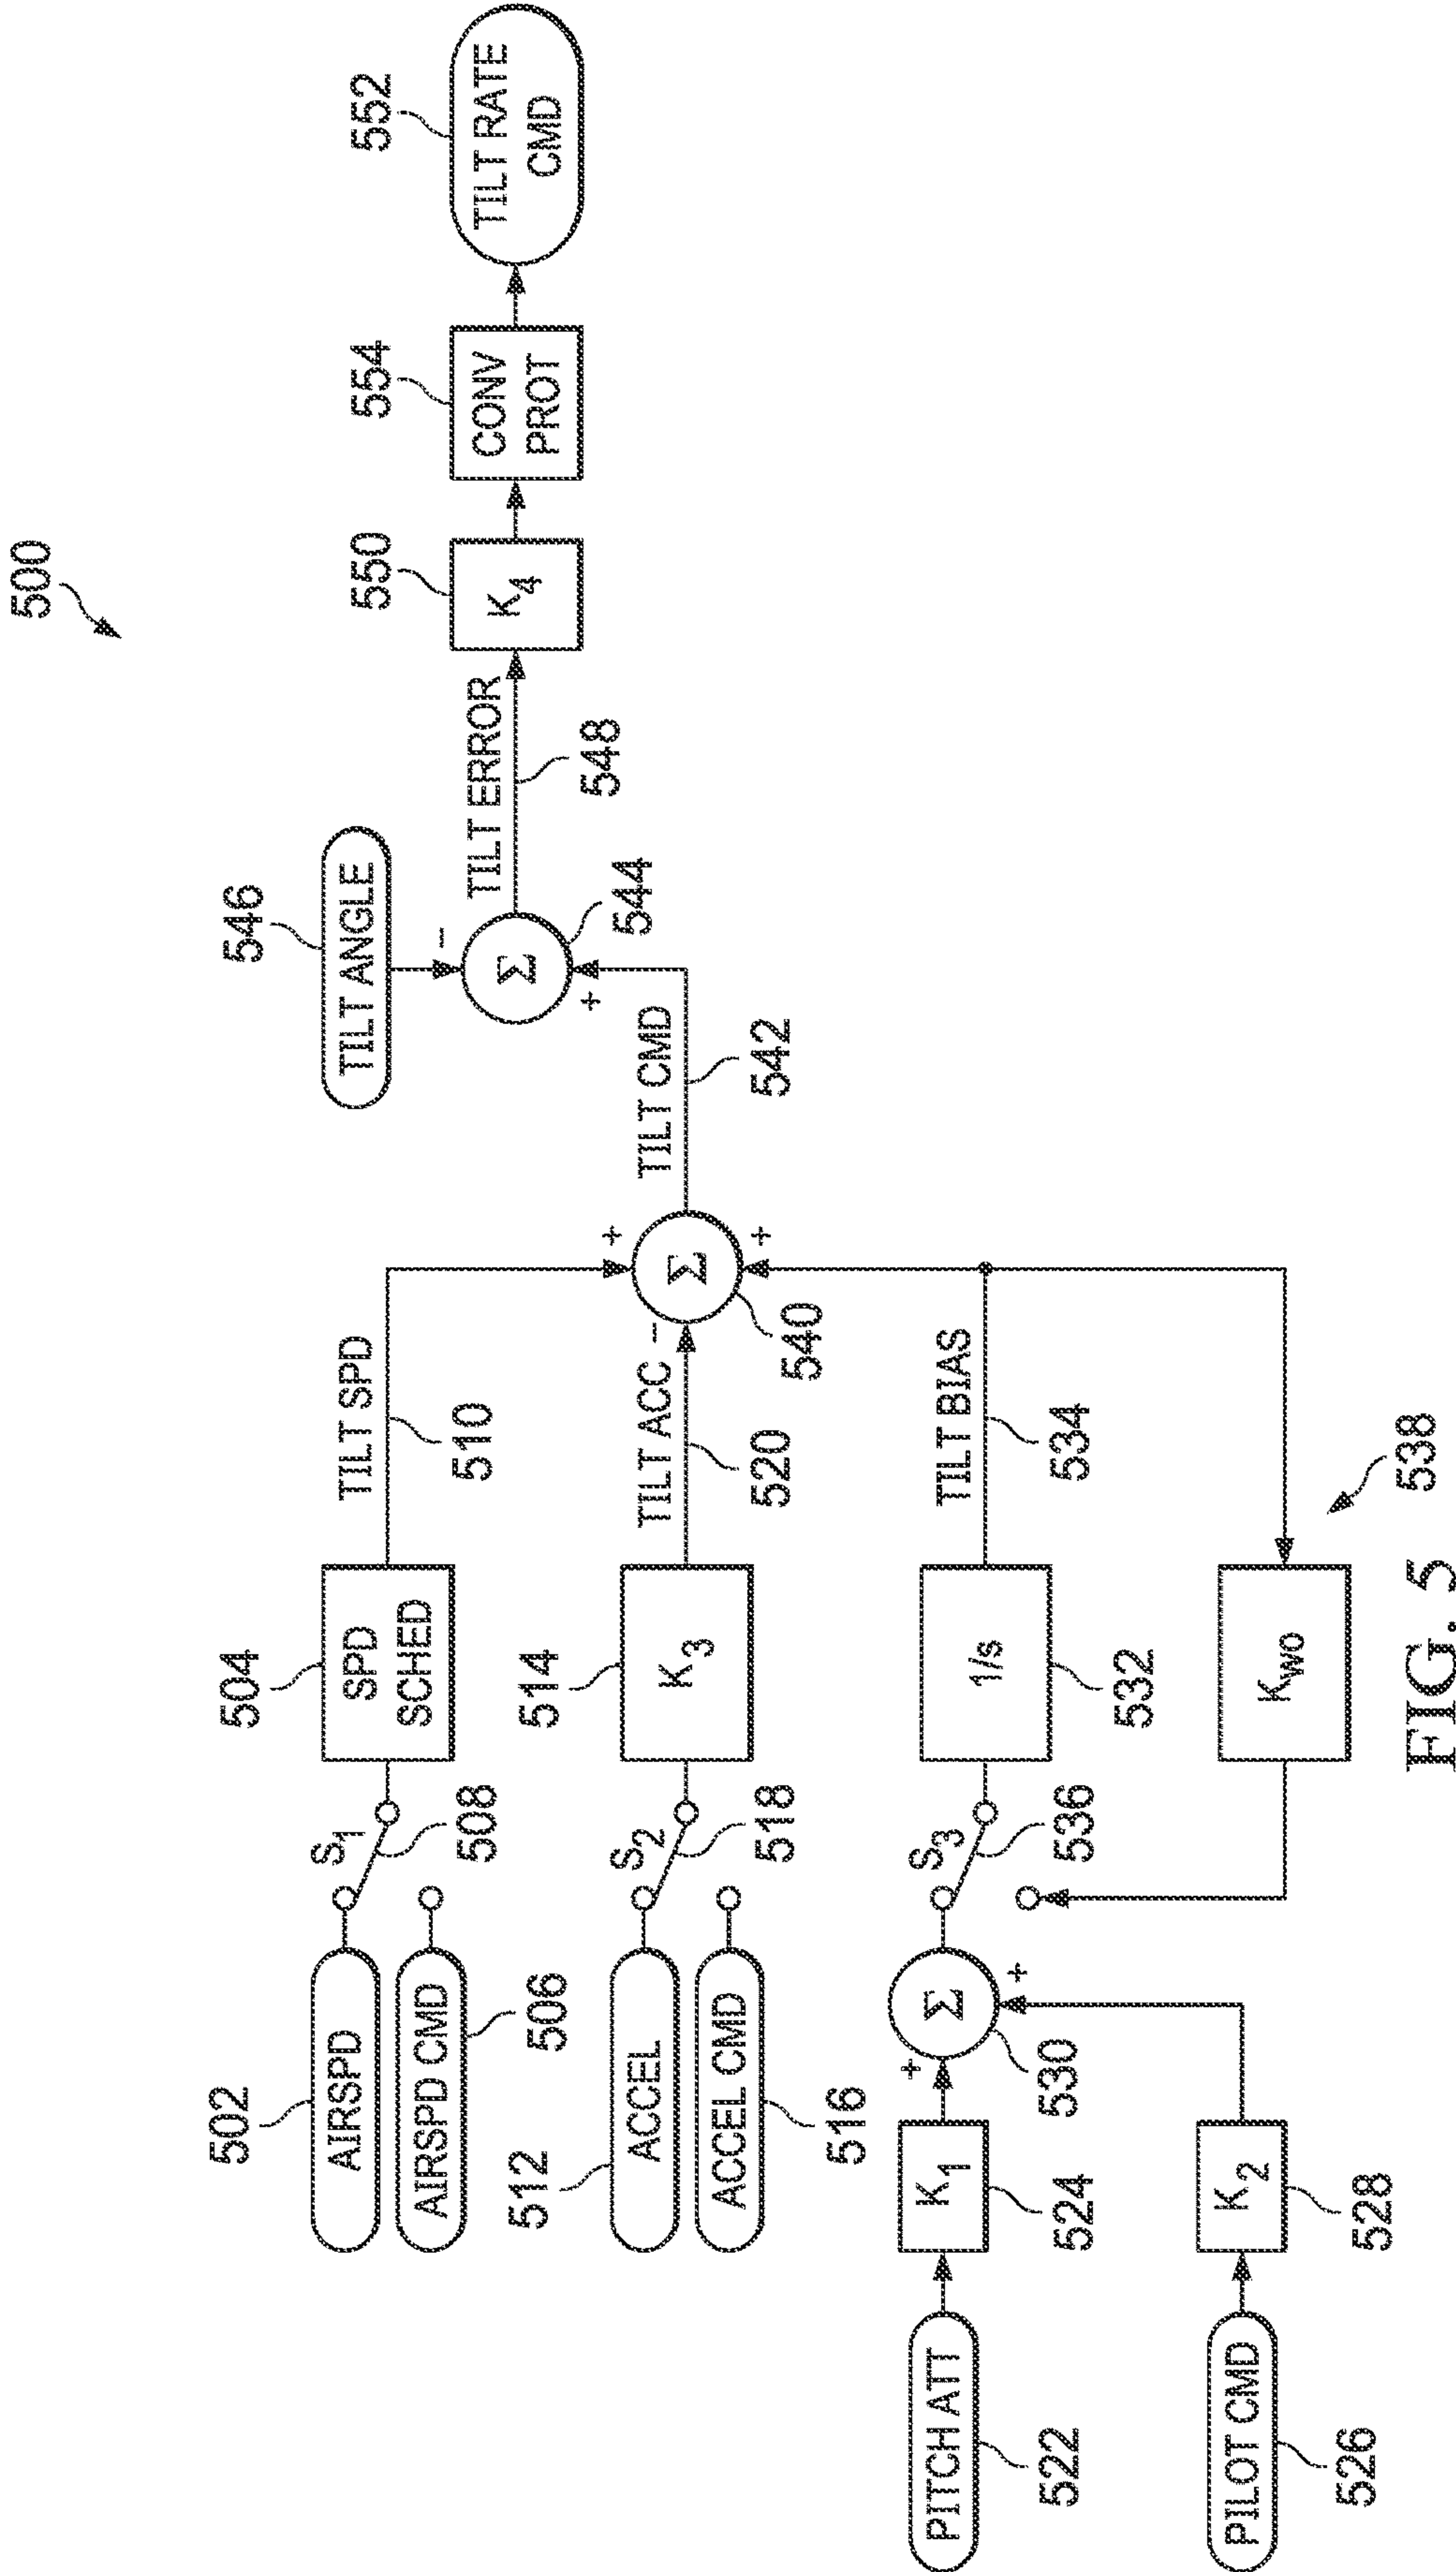 500
502
AIRSPD
AIRSPD CMD
506
S1
508
504
SPD
SCHED
TILT SPD
510
512
ACCEL
ACCEL CMD
516
S2
518
514
K3
TILT ACC
520
-
+
+
Σ
540
TILT CMD
542
546
TILT ANGLE
-
+
Σ
544
TILT ERROR
548
550
K4
554
CONV
PROT
552
TILT RATE
CMD
PITCH ATT
522
K1
524
PILOT CMD
526
K2
528
+
+
Σ
530
S3
536
1/s
532
TILT BIAS
534
KWO
538
FIG. 5